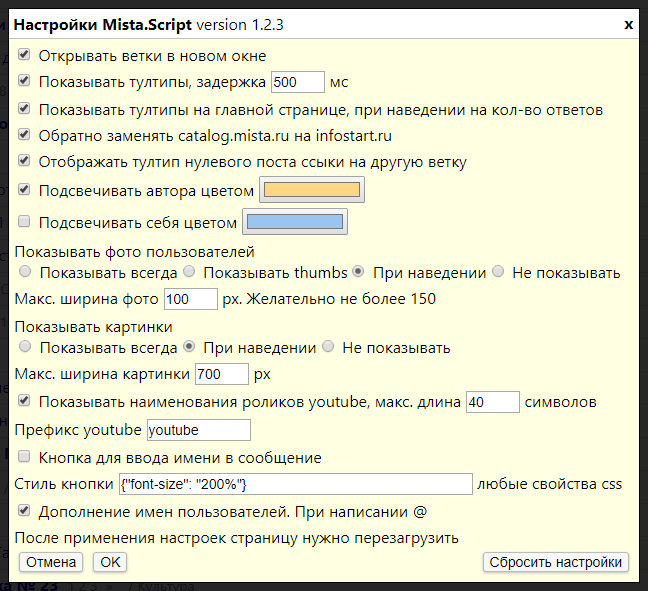 Настройки Mista.Script version 1.2.3 x
Открывать ветки в новом окне
Показывать тултипы, задержка 500 мс
Показывать тултипы на главной странице, при наведении на кол-во ответов
Обратно заменять catalog.mista.ru на infostart.ru
Отображать тултип нулевого поста ссыки на другую ветку
Подсвечивать автора цветом
Подсвечивать себя цветом
Показывать фото пользователей
Показывать всегда Показывать thumbs При наведении Не показывать
Макс. ширина фото 100 px. Желательно не более 150
Показывать картинки
Показывать всегда При наведении Не показывать
Макс. ширина картинки 700 px
Показывать наименования роликов youtube, макс. длина 40 символов
Префикс youtube youtube
Кнопка для ввода имени в сообщение
Стиль кнопки {"font-size": "200%"} любые свойства css
Дополнение имен пользователей. При написании @
После применения настроек страницу нужно перезагрузить
Отмена OK Сбросить настройки